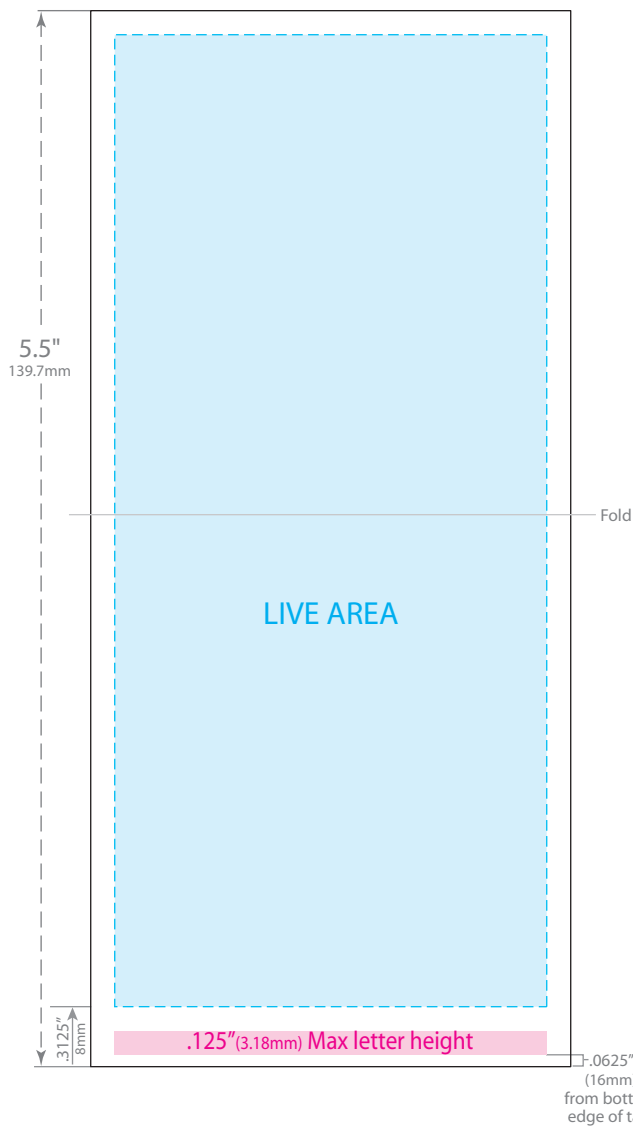 5.5"
139.7mm
Fold
LIVE AREA
.3125”
8mm
.125”(3.18mm) Max letter height
.0625”
(16mm
from bott
edge of ta